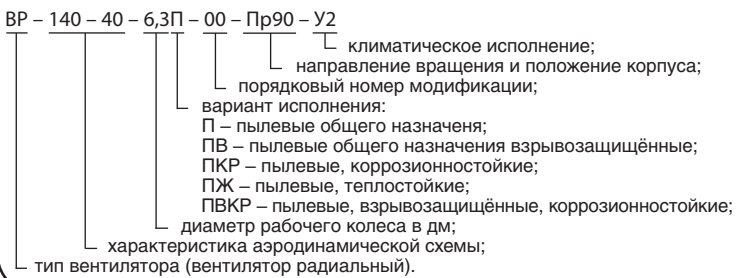 ВР – 140 – 40 – 6,3П – 00 – Пр90 – У2
климатическое исполнение;
направление вращения и положение корпуса;
порядковый номер модификации;
вариант исполнения:
П – пылевые общего назначеня;
ПВ – пылевые общего назначения взрывозащищённые;
ПКР – пылевые, коррозионностойкие;
ПЖ – пылевые, теплостойкие;
ПВКР – пылевые, взрывозащищённые, коррозионностойкие;
диаметр рабочего колеса в дм;
характеристика аэродинамической схемы;
тип вентилятора (вентилятор радиальный).